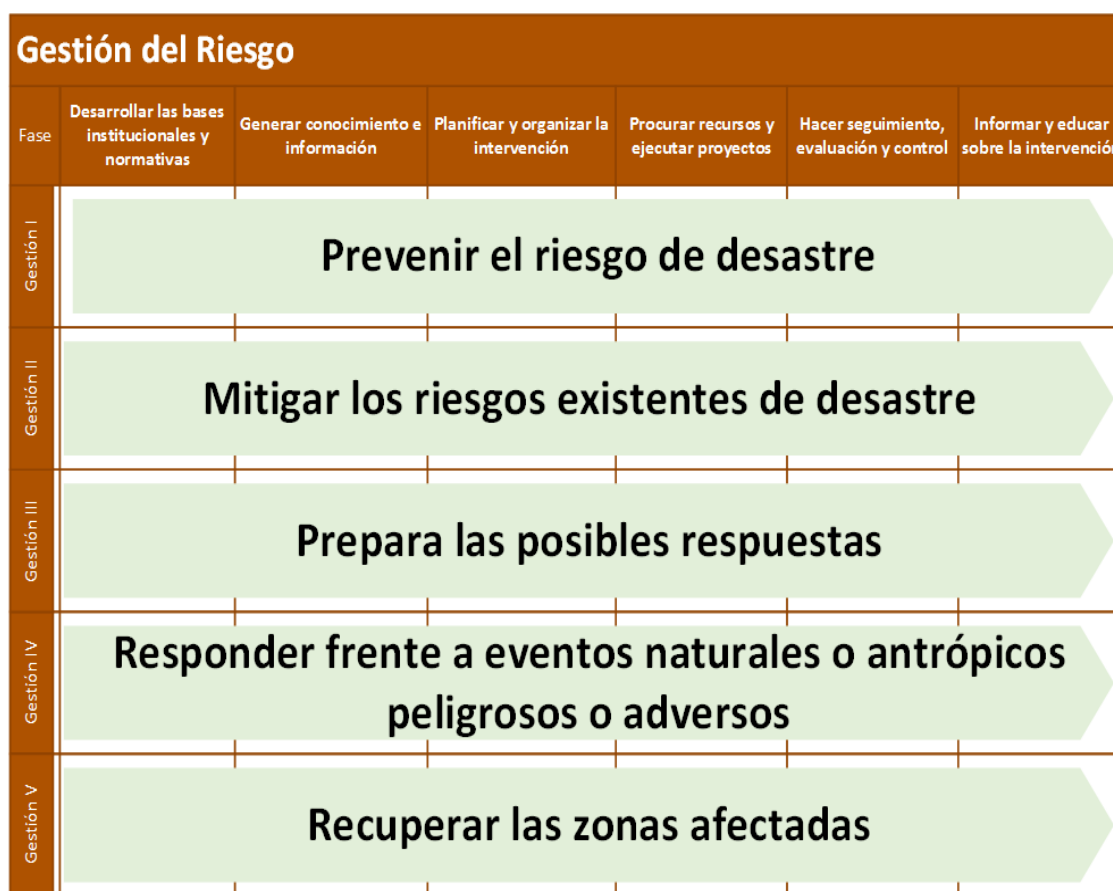 Gestión del Riesgo
Fase
Desarrollar las bases
institucionales y
normativas
Generar conocimiento e
información
Planificar y organizar la
intervención
Procurar recursos y
ejecutar proyectos
Hacer seguimiento,
evaluación y control
Informar y educar
sobre la intervención
Gestión I
Prevenir el riesgo de desastre
Gestión II
Mitigar los riesgos existentes de desastre
Gestión III
Prepara las posibles respuestas
Gestión IV
Responder frente a eventos naturales o antrópicos
peligrosos o adversos
Gestión V
Recuperar las zonas afectadas